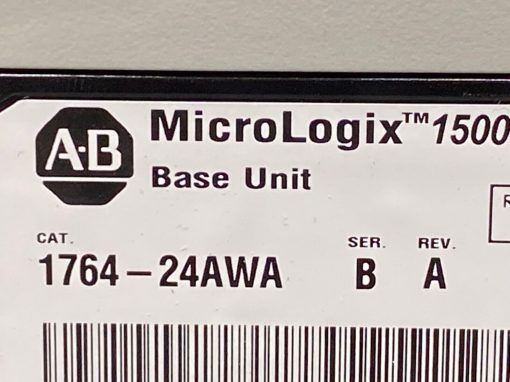 A-B
MicroLogix™1500
Base Unit
CAT. SER. REV.
1764-24AWA B A
R